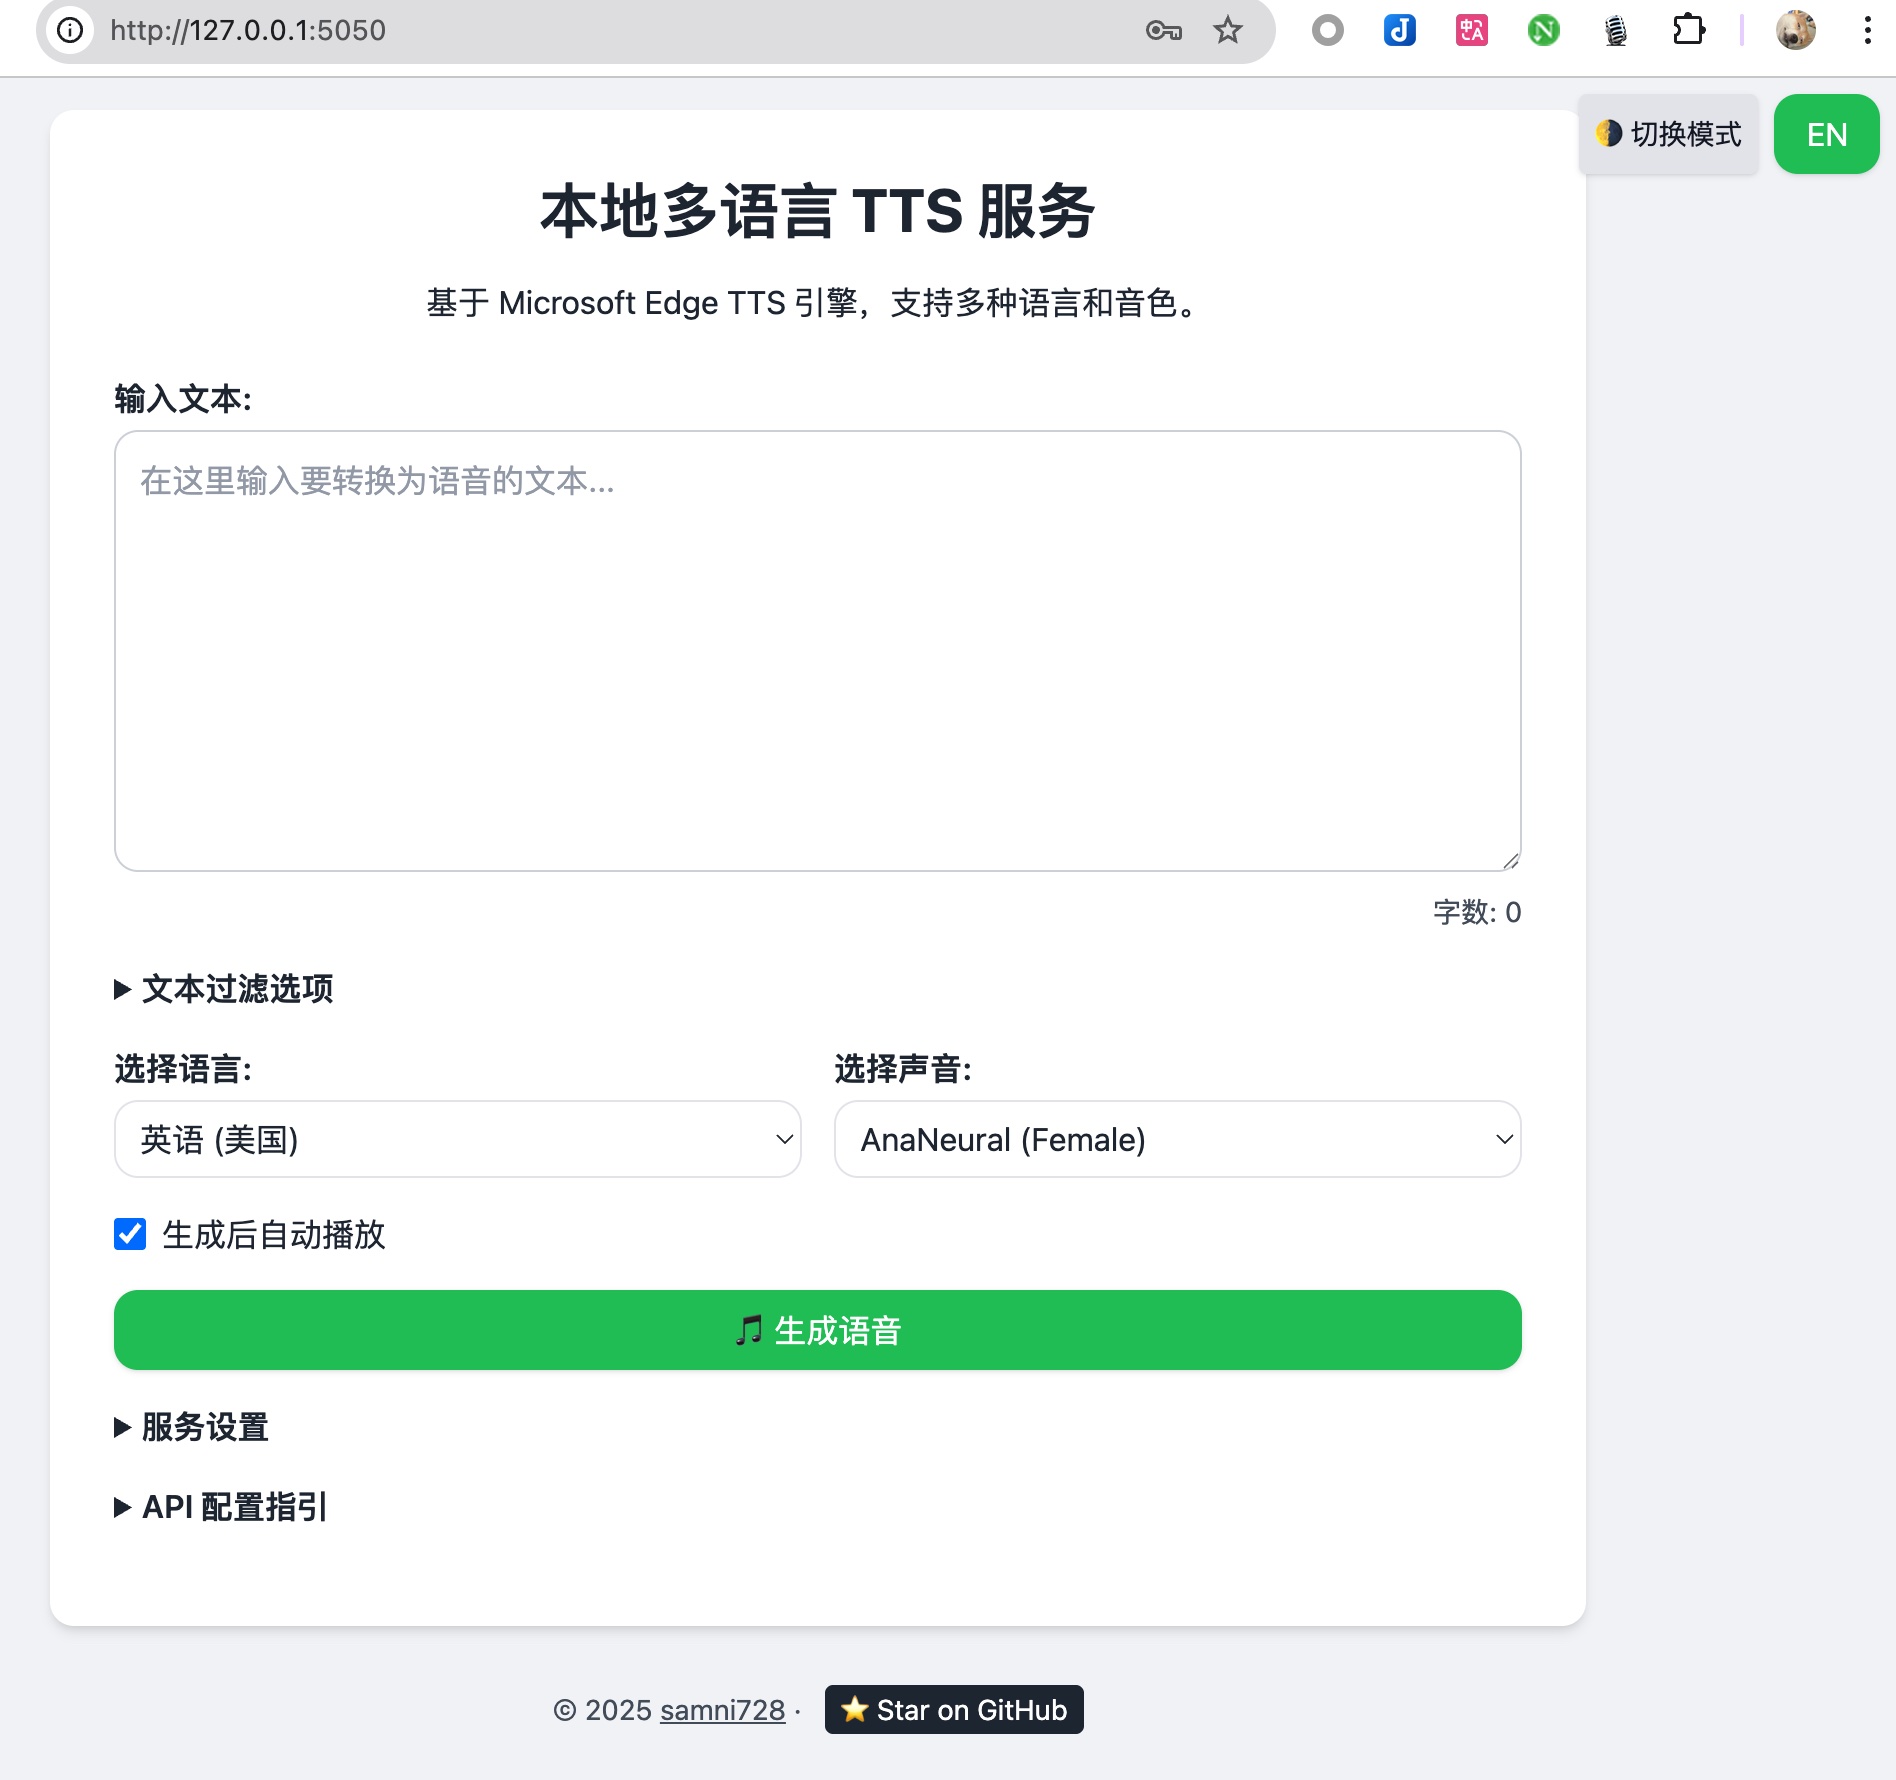 http://127.0.0.1:5050
切换模式
EN
本地多语言 TTS 服务
基于 Microsoft Edge TTS 引擎，支持多种语言和音色。
输入文本:
在这里输入要转换为语音的文本...
字数: 0
文本过滤选项
选择语言:
选择声音:
英语 (美国)
AnaNeural (Female)
生成后自动播放
生成语音
服务设置
API 配置指引
© 2025 samni728 ·
Star on GitHub